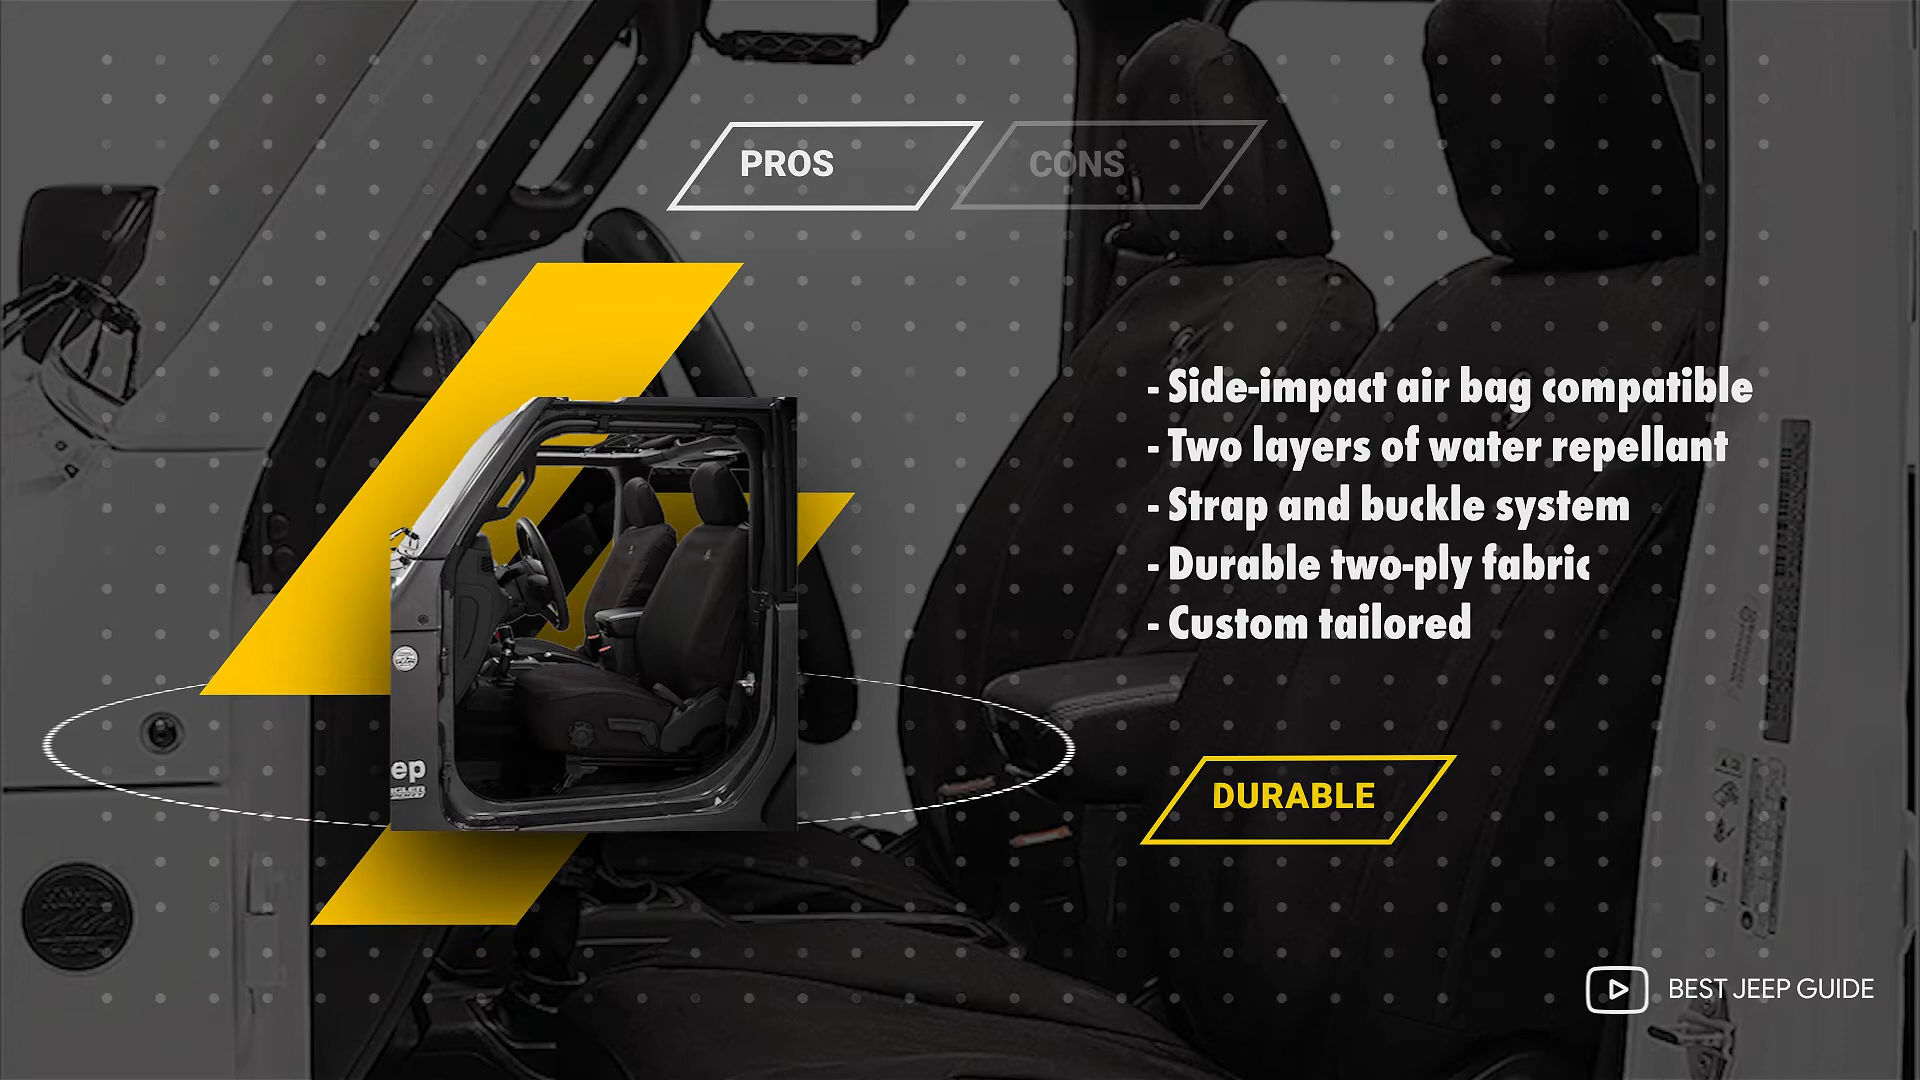 PROS
CONS
- Side-impact air bag compatible
- Two layers of water repellant
- Strap and buckle system
- Durable two-ply fabric
- Custom tailored
ep
DURABLE
BEST JEEP GUIDE